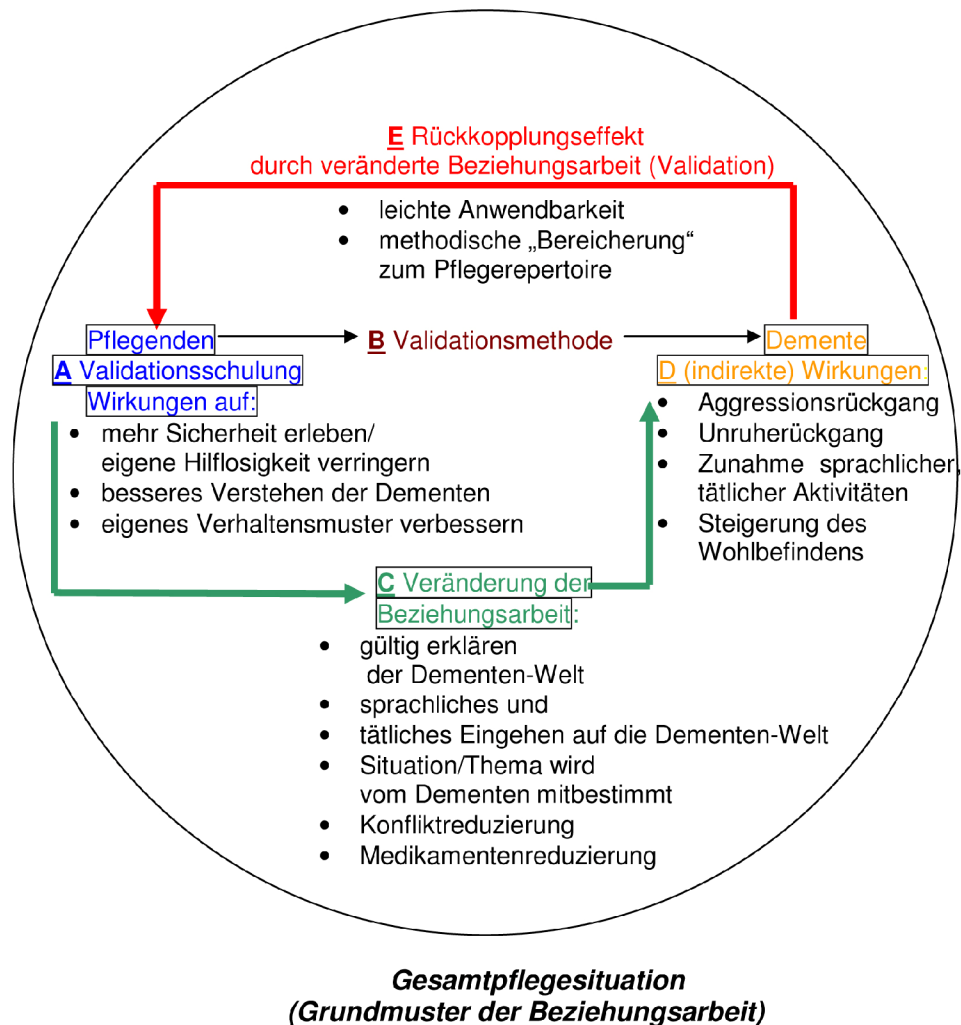 E Rückkopplungseffekt
durch veränderte Beziehungsarbeit (Validation)
• leichte Anwendbarkeit
• methodische „Bereicherung“
zum Pflegerepertoire
Pflegenden
B Validationsmethode
Demente
A Validationsschulung
Wirkungen auf:
• mehr Sicherheit erleben/
eigene Hilflosigkeit verringern
• besseres Verstehen der Dementen
• eigenes Verhaltensmuster verbessern
D (indirekte) Wirkungen:
• Aggressionsrückgang
• Unruherückgang
• Zunahme sprachlicher,
tätlicher Aktivitäten
• Steigerung des
Wohlbefindens
C Veränderung der
Beziehungsarbeit:
• gültig erklären
der Dementen-Welt
• sprachliches und
• tätliches Eingehen auf die Dementen-Welt
• Situation/Thema wird
vom Dementen mitbestimmt
• Konfliktreduzierung
• Medikamentenreduzierung
Gesamtpflegesituation
(Grundmuster der Beziehungsarbeit)